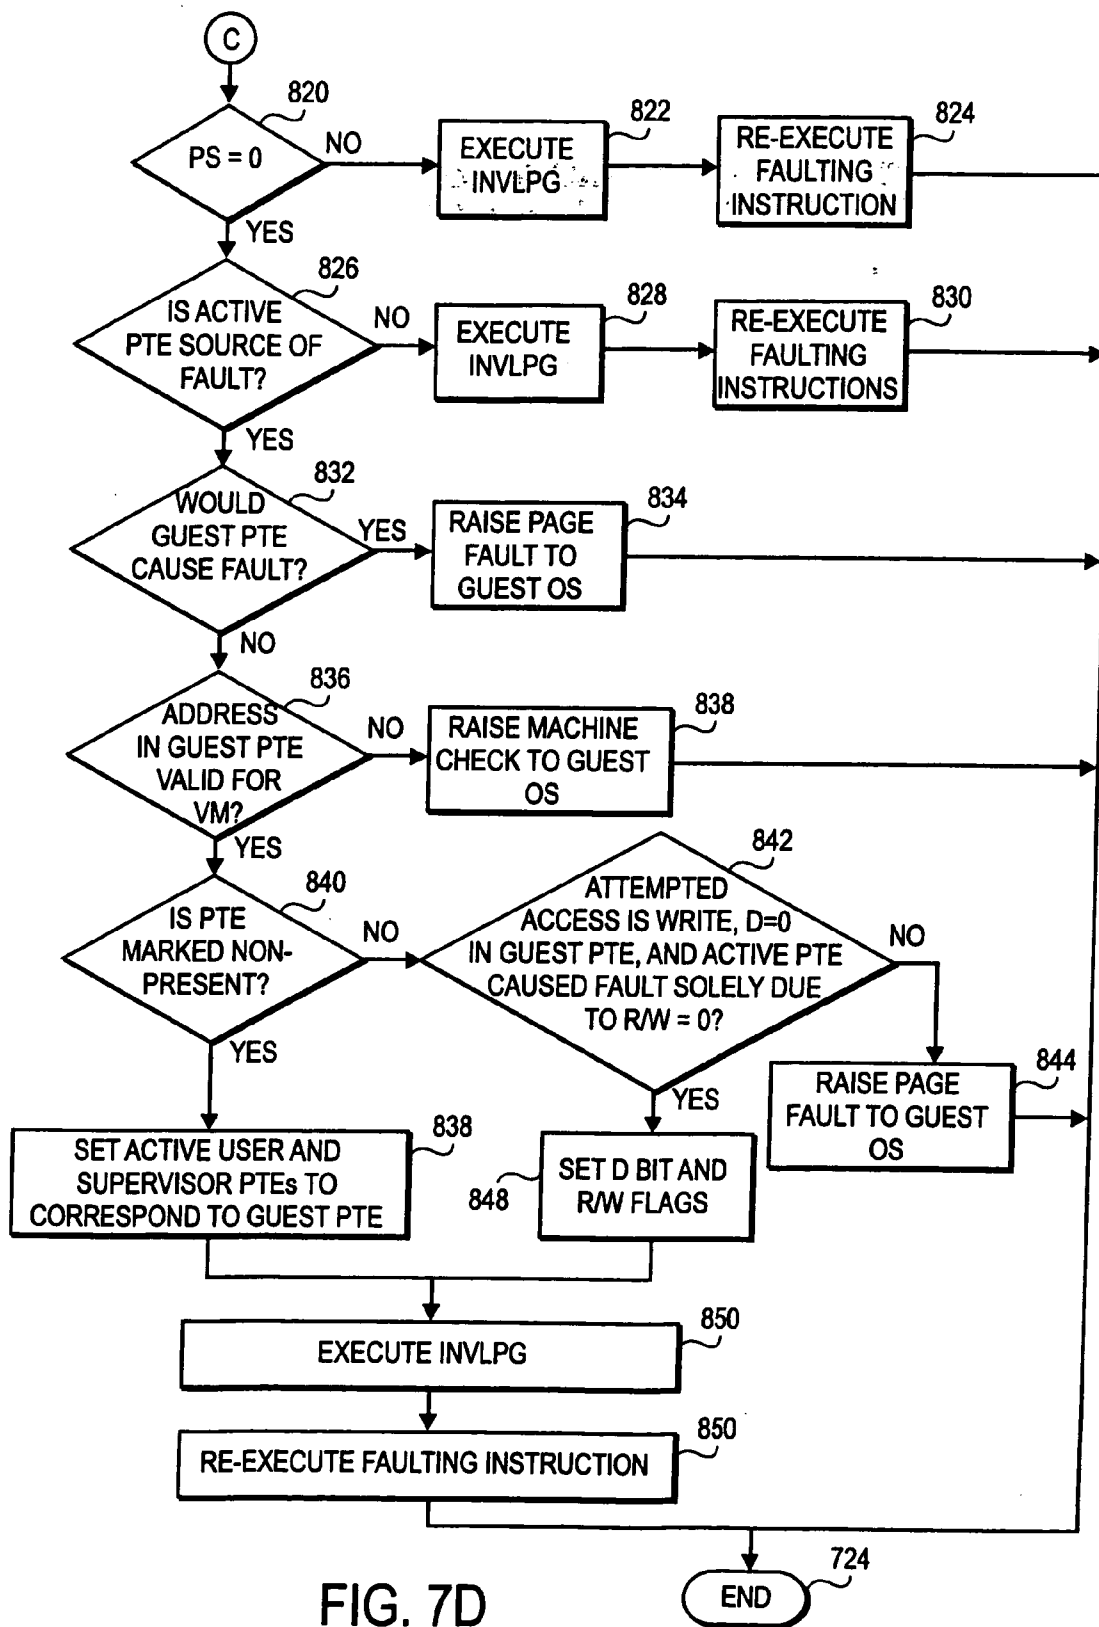 C
820
PS = 0
NO
YES
822
EXECUTE
INVLPG
824
RE-EXECUTE
FAULTING
INSTRUCTION
826
IS ACTIVE
PTE SOURCE OF
FAULT?
NO
YES
828
EXECUTE
INVLPG
830
RE-EXECUTE
FAULTING
INSTRUCTIONS
832
WOULD
GUEST PTE
CAUSE FAULT?
YES
NO
834
RAISE PAGE
FAULT TO
GUEST OS
836
ADDRESS
IN GUEST PTE
VALID FOR
VM?
NO
YES
838
RAISE MACHINE
CHECK TO GUEST
OS
840
IS PTE
MARKED NON-
PRESENT?
NO
YES
842
ATTEMPTED
ACCESS IS WRITE, D=0
IN GUEST PTE, AND ACTIVE PTE
CAUSED FAULT SOLELY DUE
TO R/W = 0?
NO
YES
844
RAISE PAGE
FAULT TO GUEST
OS
838
SET ACTIVE USER AND
SUPERVISOR PTEs TO
CORRESPOND TO GUEST PTE
848
SET D BIT AND
R/W FLAGS
850
EXECUTE INVLPG
850
RE-EXECUTE FAULTING INSTRUCTION
724
END
FIG. 7D